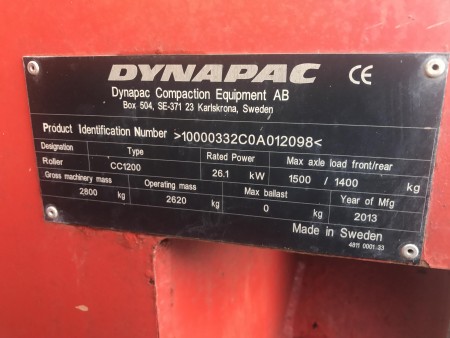 DYNAPAC CE
Dynapac Compaction Equipment AB
Box 504, SE-371 23 Karlskrona, Sweden
Product Identification Number >10000332C0A012098<
Designation Type Rated Power Max axle load front/rear
Roller CC1200 26.1 kW 1500 / 1400 kg
Gross machinery mass Operating mass Max ballast Year of Mfg
2800 kg 2620 kg 0 kg 2013
Made in Sweden
4811 0001-23